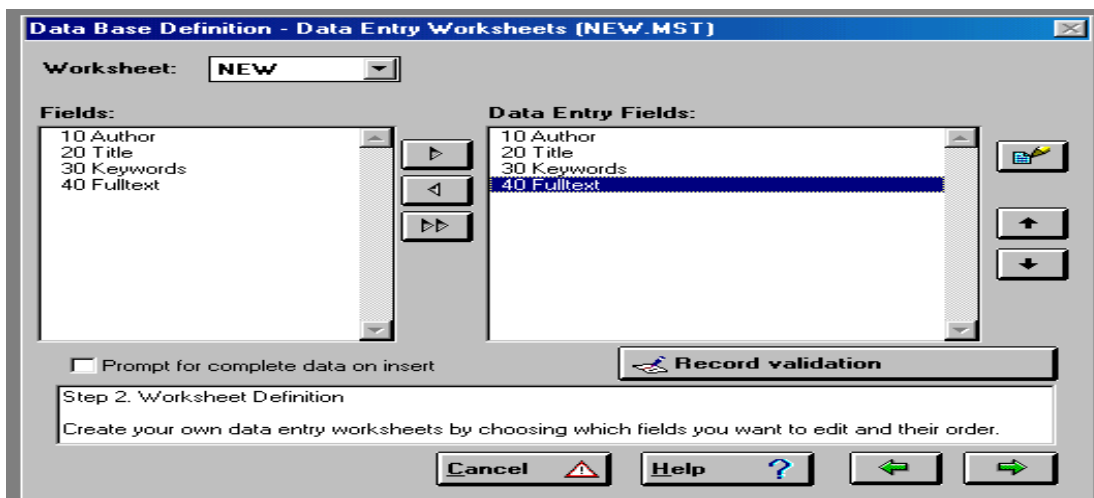 Data Base Definition - Data Entry Worksheets (NEW.MST)
Worksheet: NEW
Fields:
10 Author
20 Title
30 Keywords
40 Fulltext
Data Entry Fields:
10 Author
20 Title
30 Keywords
40 Fulltext
Prompt for complete data on insert
Record validation
Step 2. Worksheet Definition
Create your own data entry worksheets by choosing which fields you want to edit and their order.
Cancel
Help ?